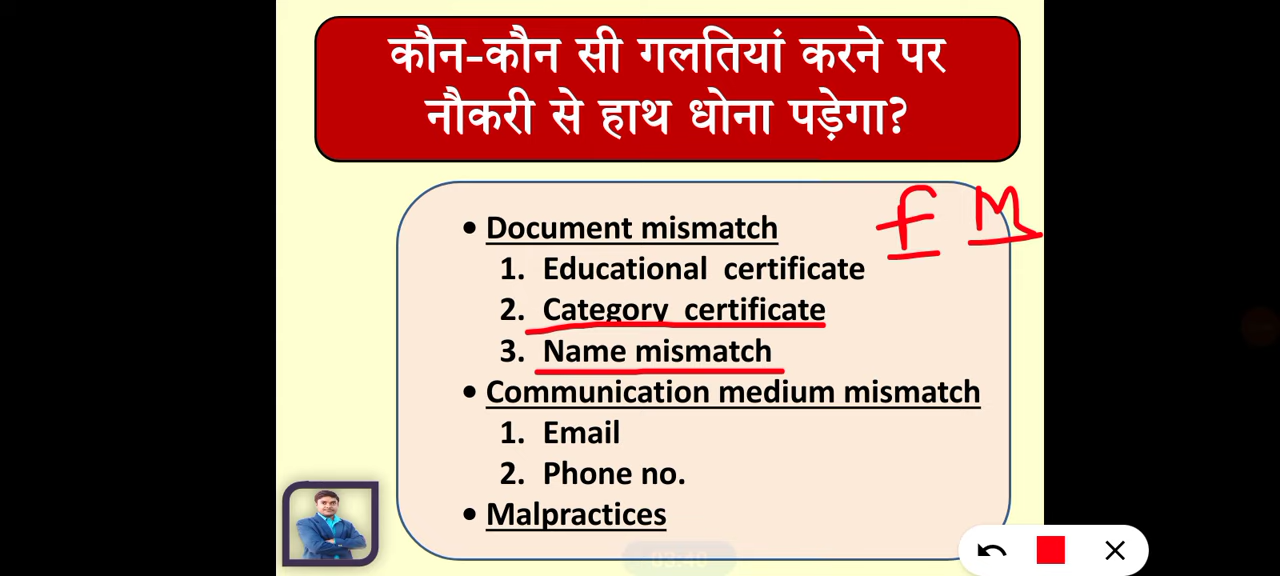 कौन-कौन सी गलतियां करने पर
नौकरी से हाथ धोना पड़ेगा?
f M
• Document mismatch
1. Educational certificate
2. Category certificate
3. Name mismatch
• Communication medium mismatch
1. Email
2. Phone no.
• Malpractices